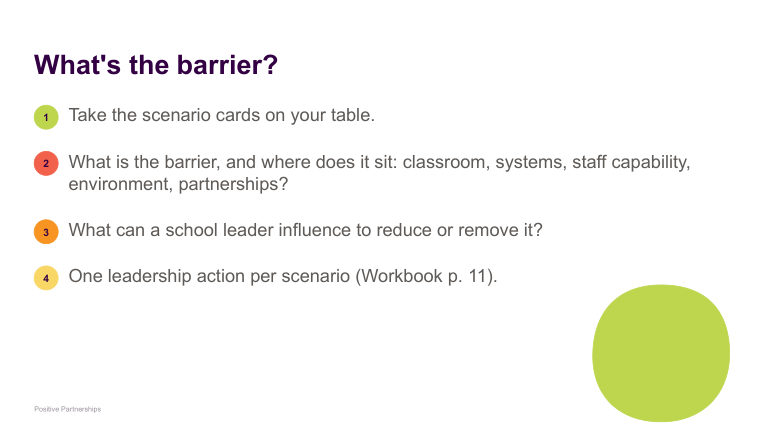 What's the barrier?
1 Take the scenario cards on your table.
2 What is the barrier, and where does it sit: classroom, systems, staff capability,
environment, partnerships?
3 What can a school leader influence to reduce or remove it?
4 One leadership action per scenario (Workbook p. 11).
Positive Partnerships